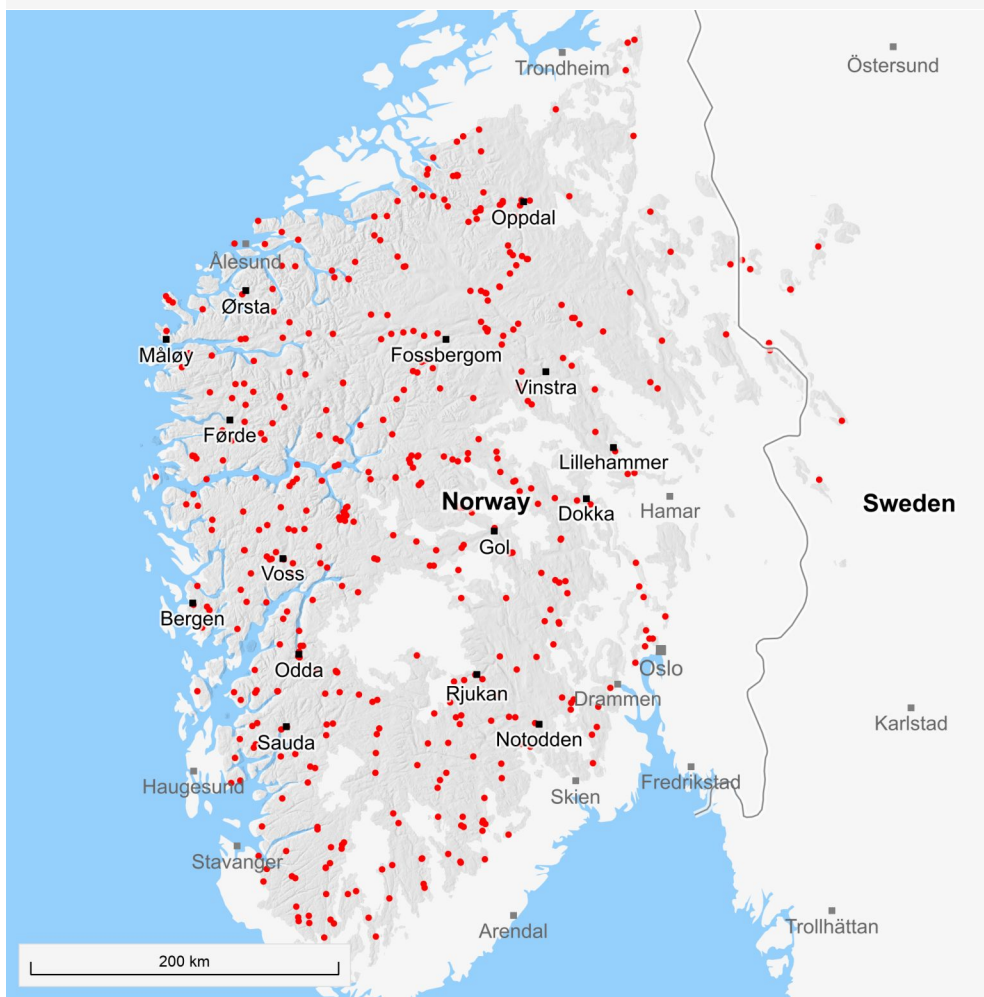 Trondheim
Östersund
Oppdal
Ålesund
Ørsta
Måløy
Fossbergom
Vinstra
Førde
Lillehammer
Norway
Dokka
Hamar
Sweden
Gol
Voss
Bergen
Oslo
Odda
Rjukan
Drammen
Karlstad
Sauda
Notodden
Haugesund
Skien
Fredrikstad
Stavanger
Arendal
Trollhättan
200 km